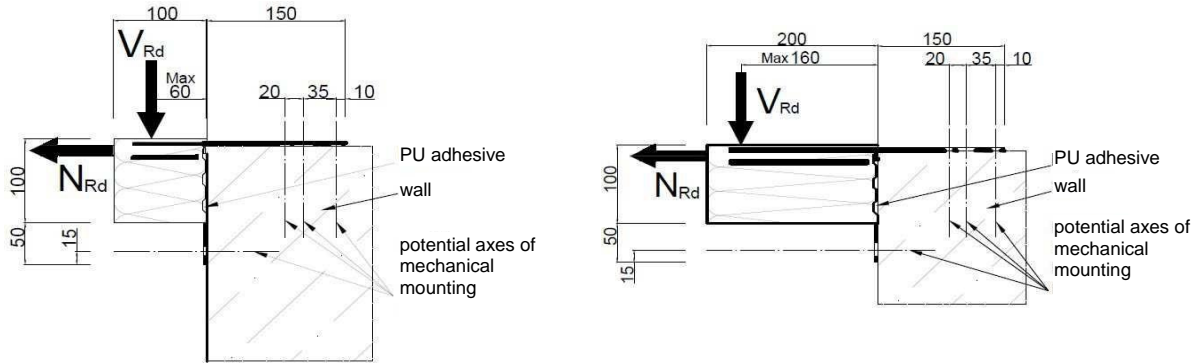 100
150
V Rd
Max
60
20
35
10
N Rd
100
50
15
PU adhesive
wall
potential axes of
mechanical
mounting
200
150
Max 160
20
35
10
V Rd
N Rd
100
50
15
PU adhesive
wall
potential axes of
mechanical
mounting